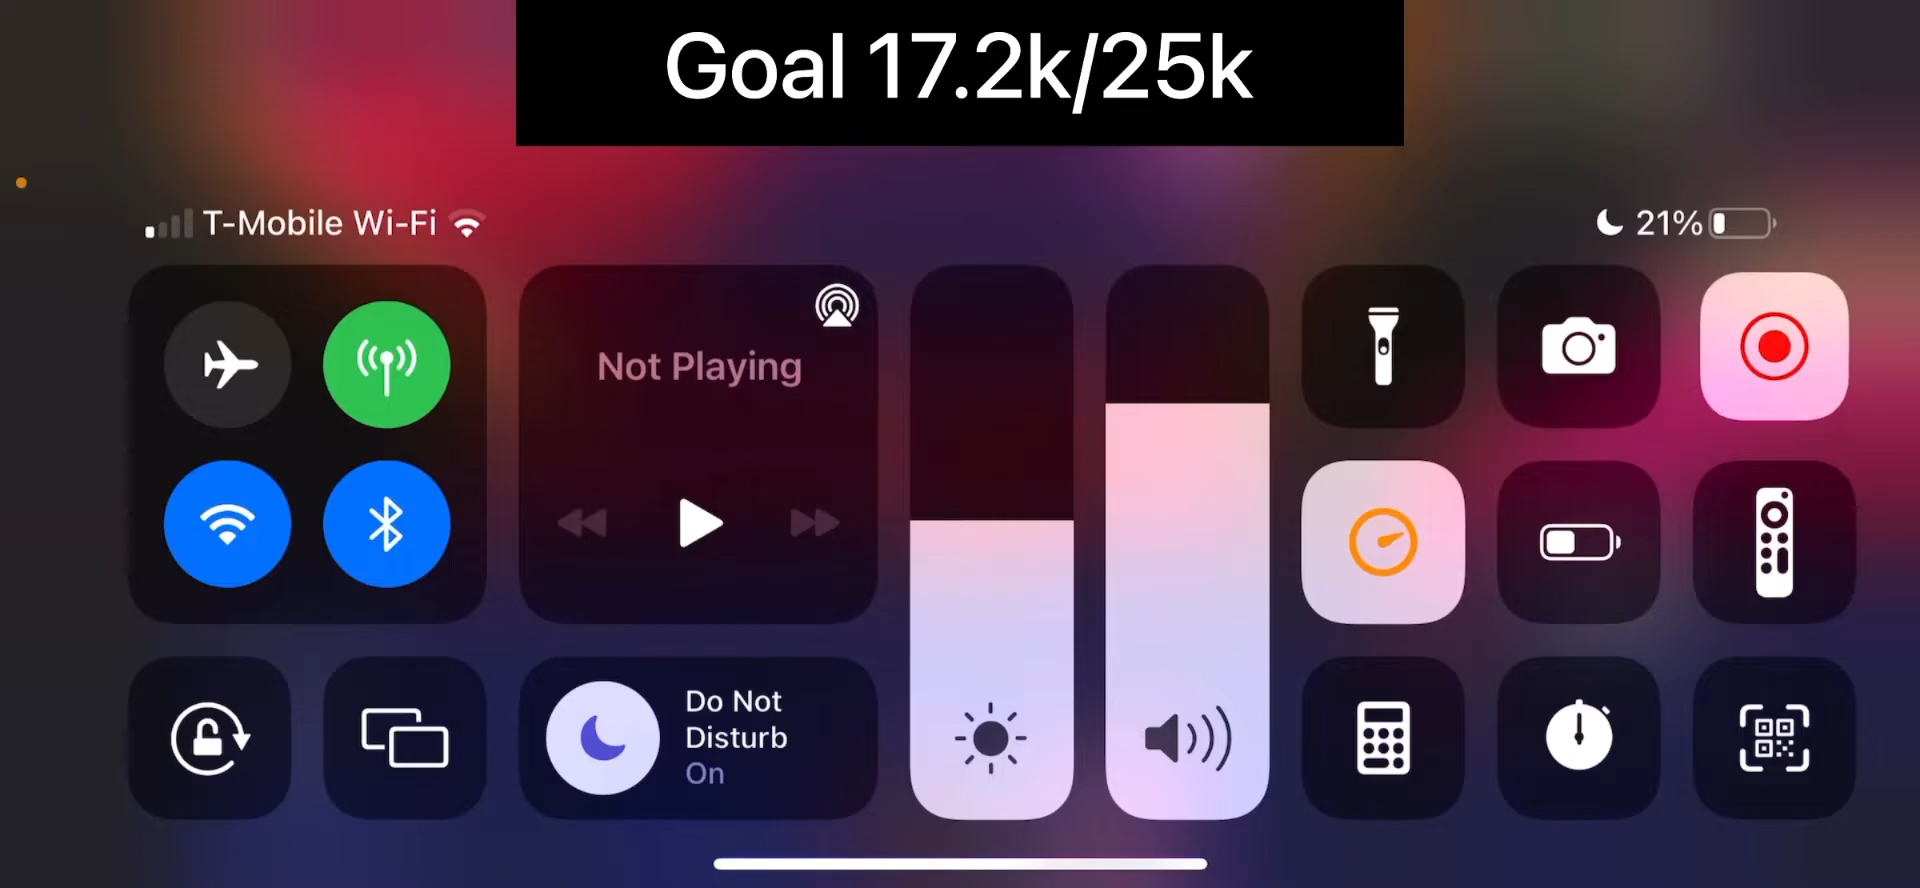 Goal 17.2k/25k
T-Mobile Wi-Fi
21%
Not Playing
Do Not
Disturb
On